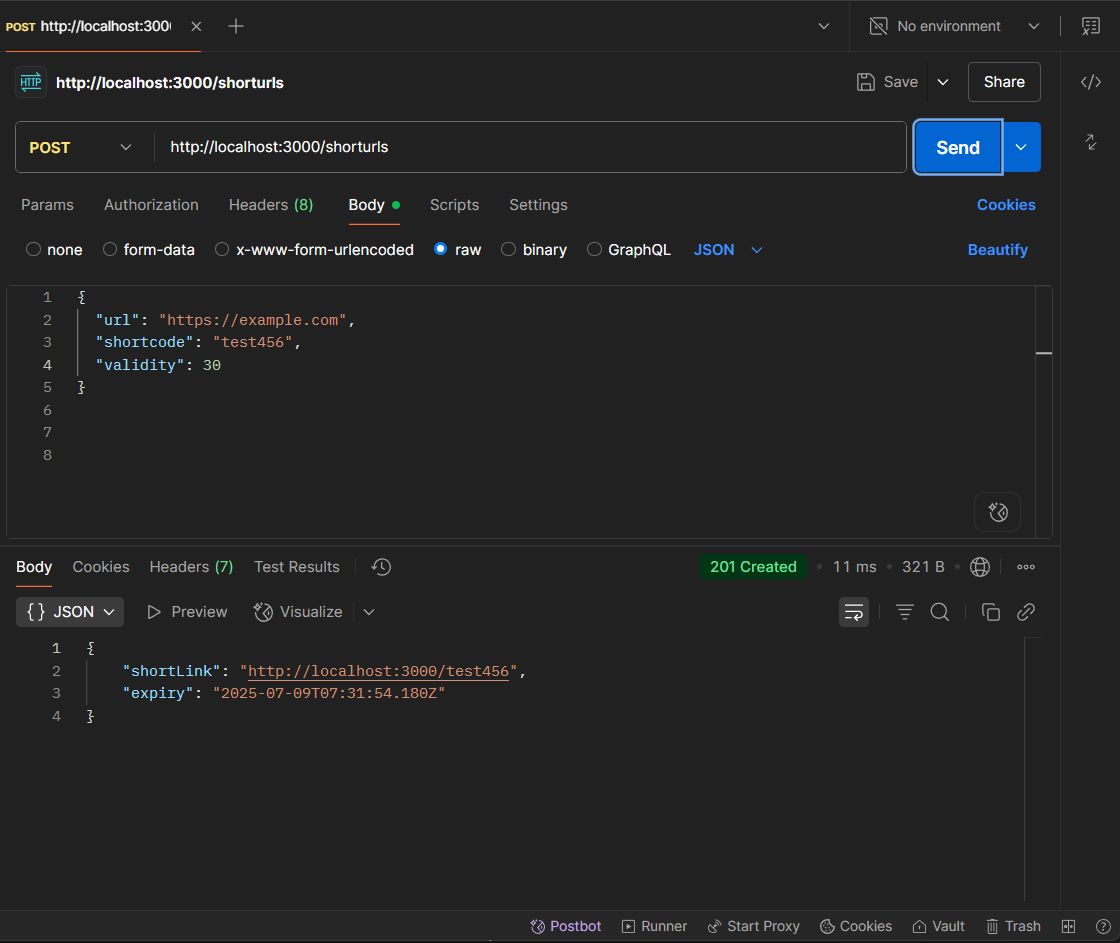 POST http://localhost:300
No environment
HTTP http://localhost:3000/shorturls
Save
Share
POST http://localhost:3000/shorturls
Send
Params Authorization Headers (8) Body Scripts Settings Cookies
none form-data x-www-form-urlencoded raw binary GraphQL JSON Beautify
1 {
2 "url": "https://example.com",
3 "shortcode": "test456",
4 "validity": 30
5 }
6
7
8
Body Cookies Headers (7) Test Results 201 Created • 11 ms • 321 B •
{} JSON Preview Visualize
1 {
2 "shortLink": "http://localhost:3000/test456",
3 "expiry": "2025-07-09T07:31:54.180Z"
4 }
Postbot Runner Start Proxy Cookies Vault Trash